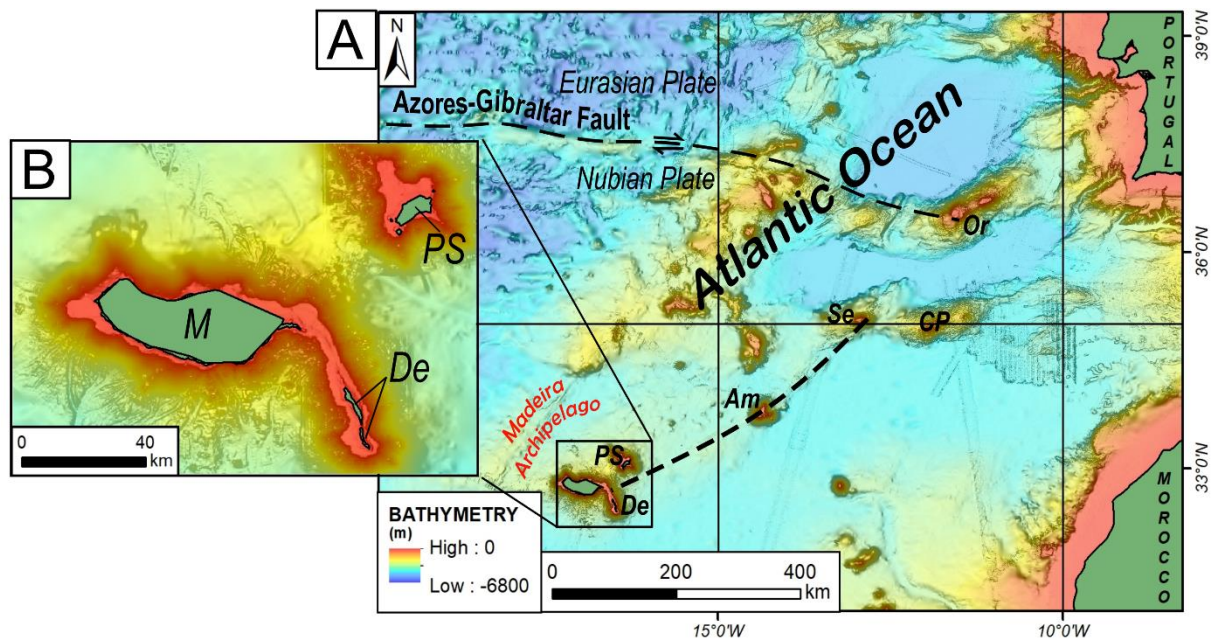 A
N
Eurasian Plate
Azores-Gibraltar Fault
Nubian Plate
Atlantic Ocean
PORTUGAL
39°0'N
36°0'N
33°0'N
Or
Se
GP
Am
Madeira
Archipelago
PS
De
MOROCCO
B
PS
M
De
0 40
km
BATHYMETRY
(m)
High : 0
Low : -6800
0 200 400
km
15°0'W 10°0'W